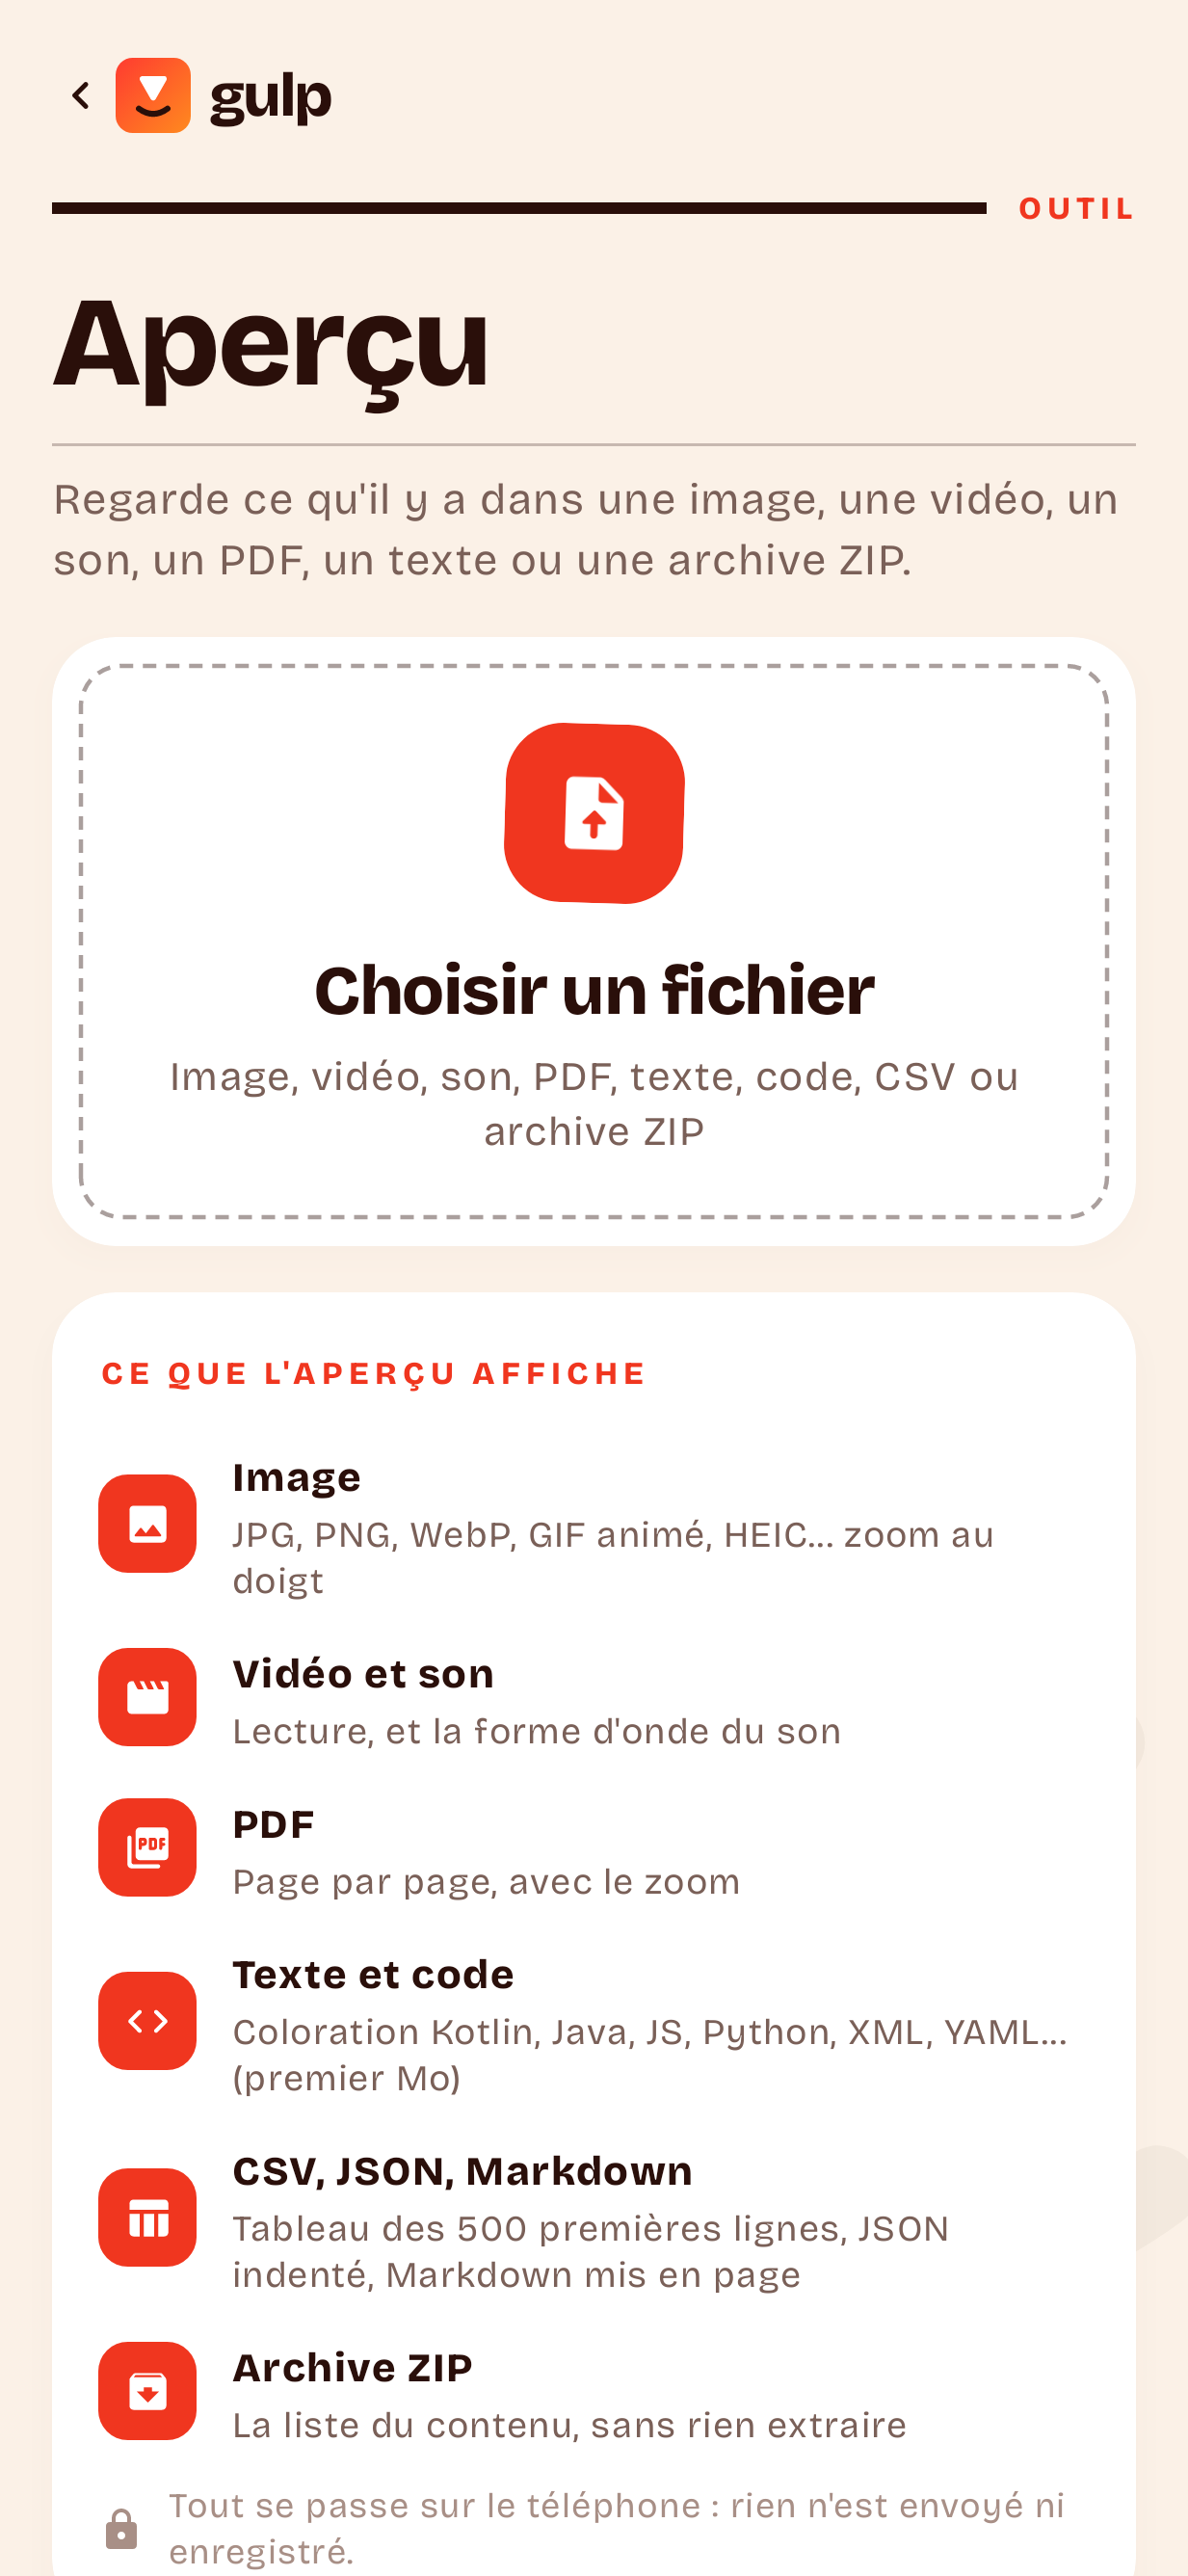 gulp
OUTIL
Aperçu
Regarde ce qu'il y a dans une image, une vidéo, un
son, un PDF, un texte ou une archive ZIP.
Choisir un fichier
Image, vidéo, son, PDF, texte, code, CSV ou
archive ZIP
CE QUE L'APERÇU AFFICHE
Image
JPG, PNG, WebP, GIF animé, HEIC... zoom au
doigt
Vidéo et son
Lecture, et la forme d'onde du son
PDF
PDF
Page par page, avec le zoom
Texte et code
Coloration Kotlin, Java, JS, Python, XML, YAML...
(premier Mo)
CSV, JSON, Markdown
Tableau des 500 premières lignes, JSON
indenté, Markdown mis en page
Archive ZIP
La liste du contenu, sans rien extraire
Tout se passe sur le téléphone : rien n'est envoyé ni
enregistré.